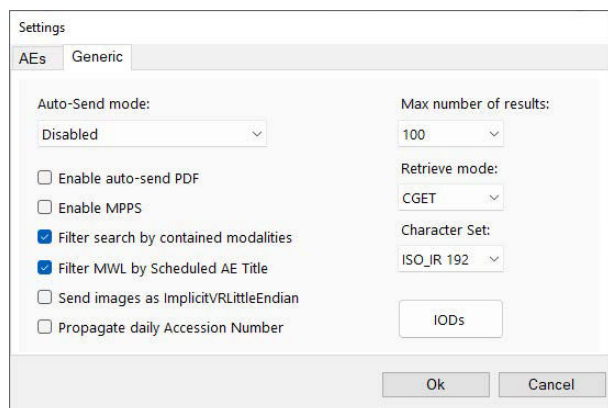 Settings
AEs
Generic
Auto-Send mode:
Disabled
Enable auto-send PDF
Enable MPPS
Filter search by contained modalities
Filter MWL by Scheduled AE Title
Send images as ImplicitVRLittleEndian
Propagate daily Accession Number
Max number of results:
100
Retrieve mode:
CGET
Character Set:
ISO_IR 192
IODs
Ok
Cancel